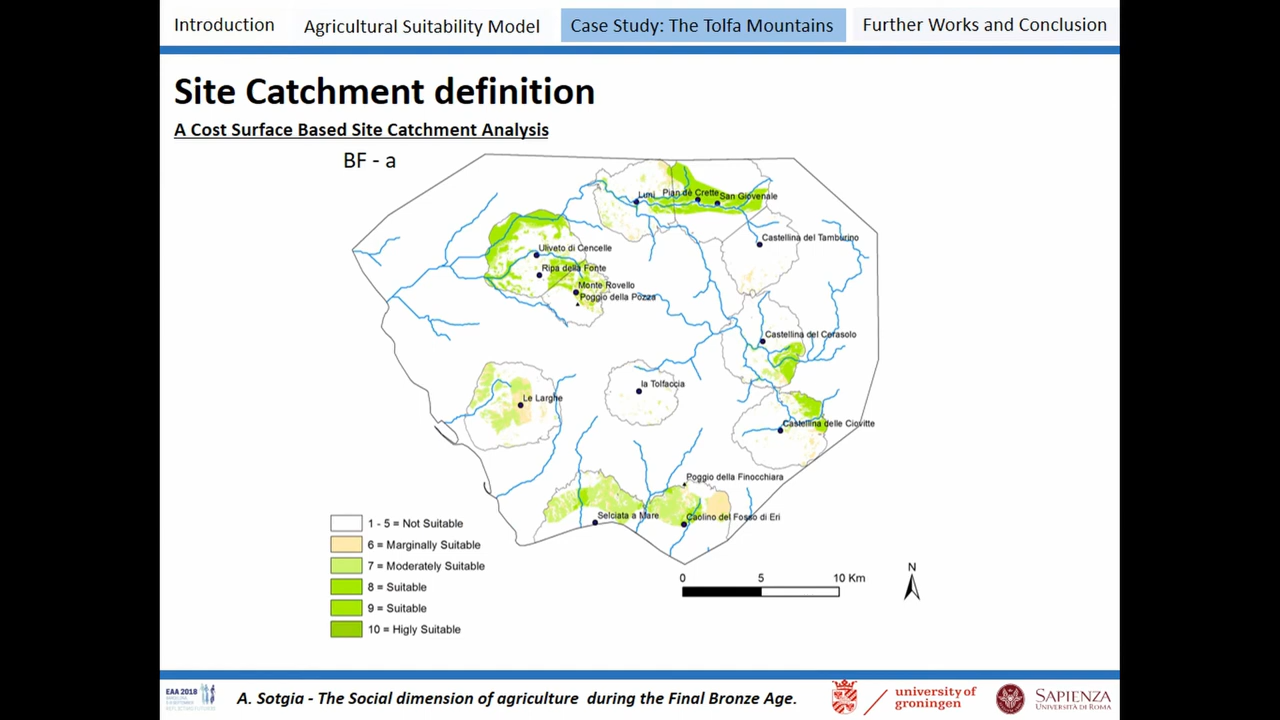 Introduction
Agricultural Suitability Model
Case Study: The Tolfa Mountains
Further Works and Conclusion
Site Catchment definition
A Cost Surface Based Site Catchment Analysis
BF - a
Luni
Pian de Crette
San Giovenale
Castellina del Tamburino
Uliveto di Cencelle
Ripa della Fonte
Monte Rovello
Poggio della Pozza
Castellina del Cerasolo
la Tolfaccia
Le Larghe
Castellina delle Ciovitte
Poggio della Finocchiara
Selciata a Mare
Caolino del Fosso di Eri
1 - 5 = Not Suitable
6 = Marginally Suitable
7 = Moderately Suitable
8 = Suitable
9 = Suitable
10 = Higly Suitable
0 5 10 Km
N
EAA 2018
A. Sotgia - The Social dimension of agriculture during the Final Bronze Age.
university of
groningen
SAPIENZA
UNIVERSITÀ DI ROMA